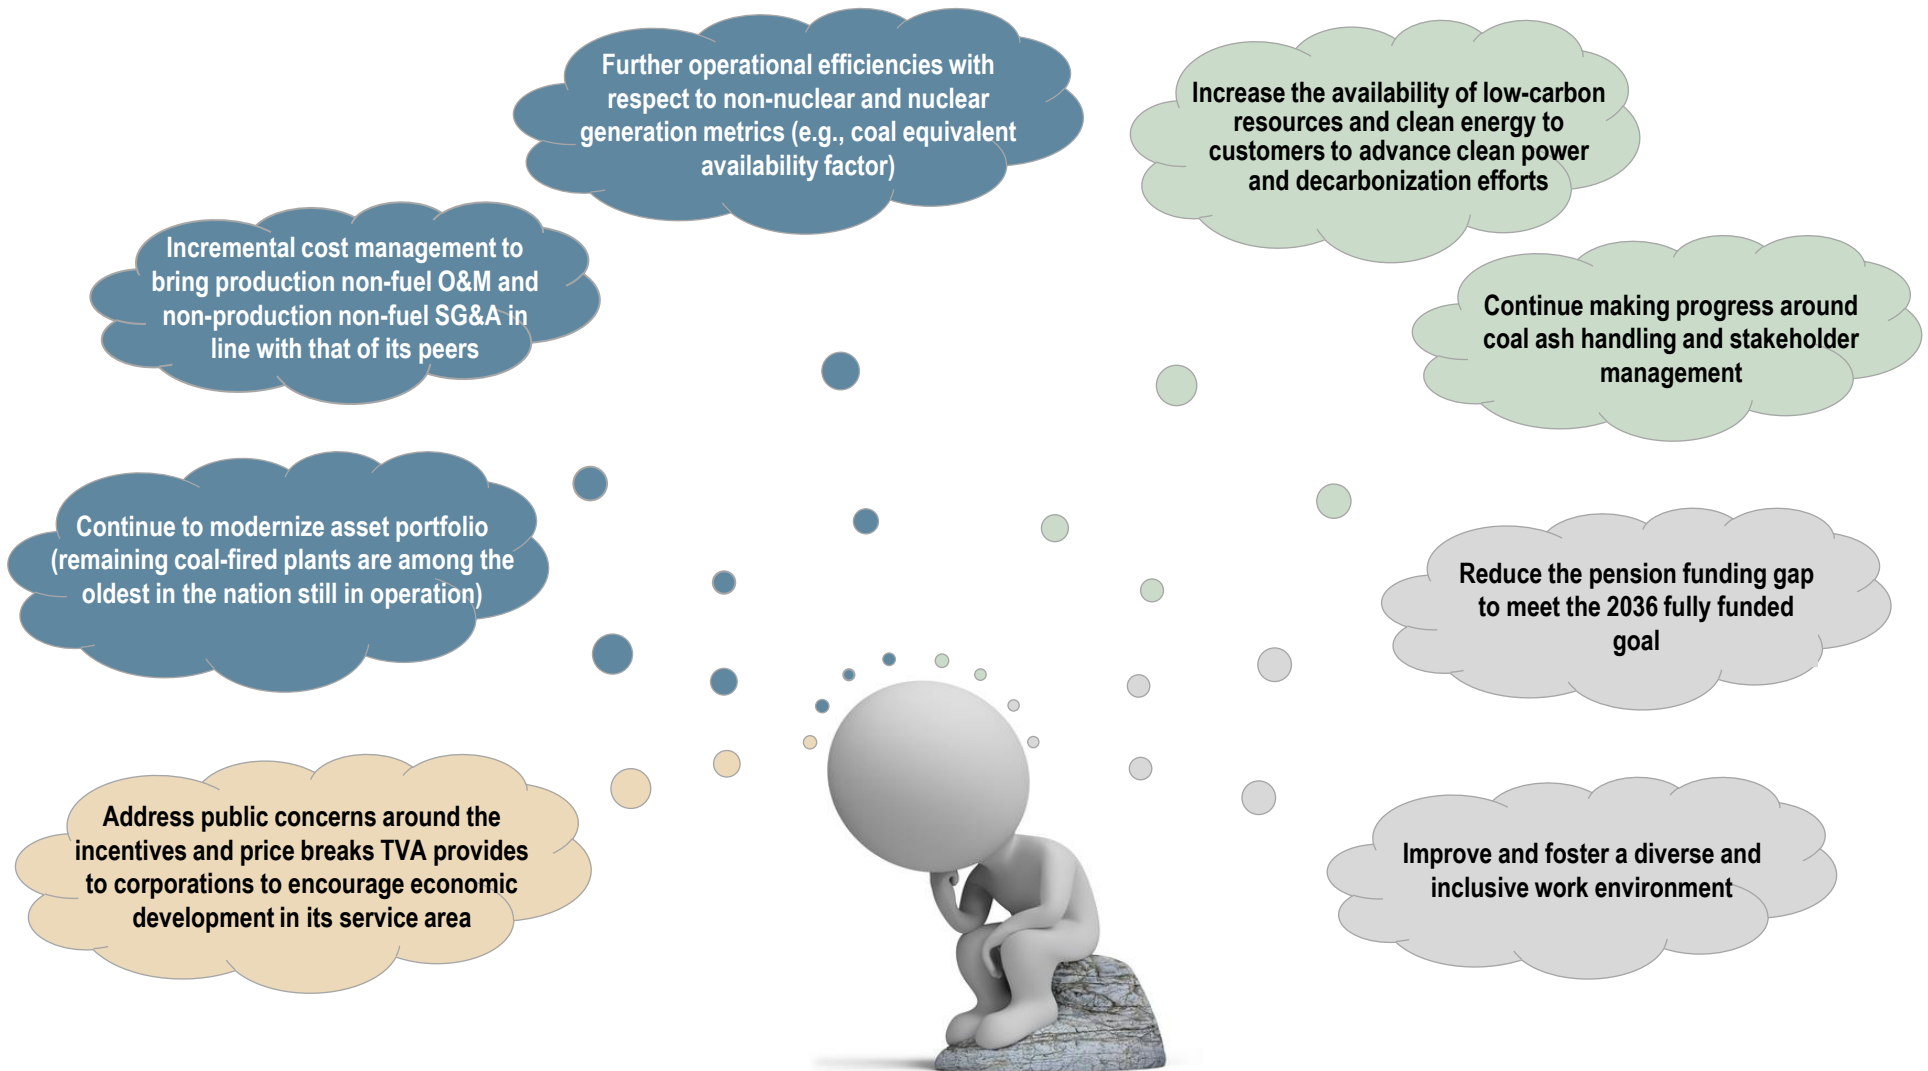 Further operational efficiencies with
respect to non-nuclear and nuclear
generation metrics (e.g., coal equivalent
availability factor)
Increase the availability of low-carbon
resources and clean energy to
customers to advance clean power
and decarbonization efforts
Incremental cost management to
bring production non-fuel O&M and
non-production non-fuel SG&A in
line with that of its peers
Continue making progress around
coal ash handling and stakeholder
management
Continue to modernize asset portfolio
(remaining coal-fired plants are among the
oldest in the nation still in operation)
Reduce the pension funding gap
to meet the 2036 fully funded
goal
Address public concerns around the
incentives and price breaks TVA provides
to corporations to encourage economic
development in its service area
Improve and foster a diverse and
inclusive work environment